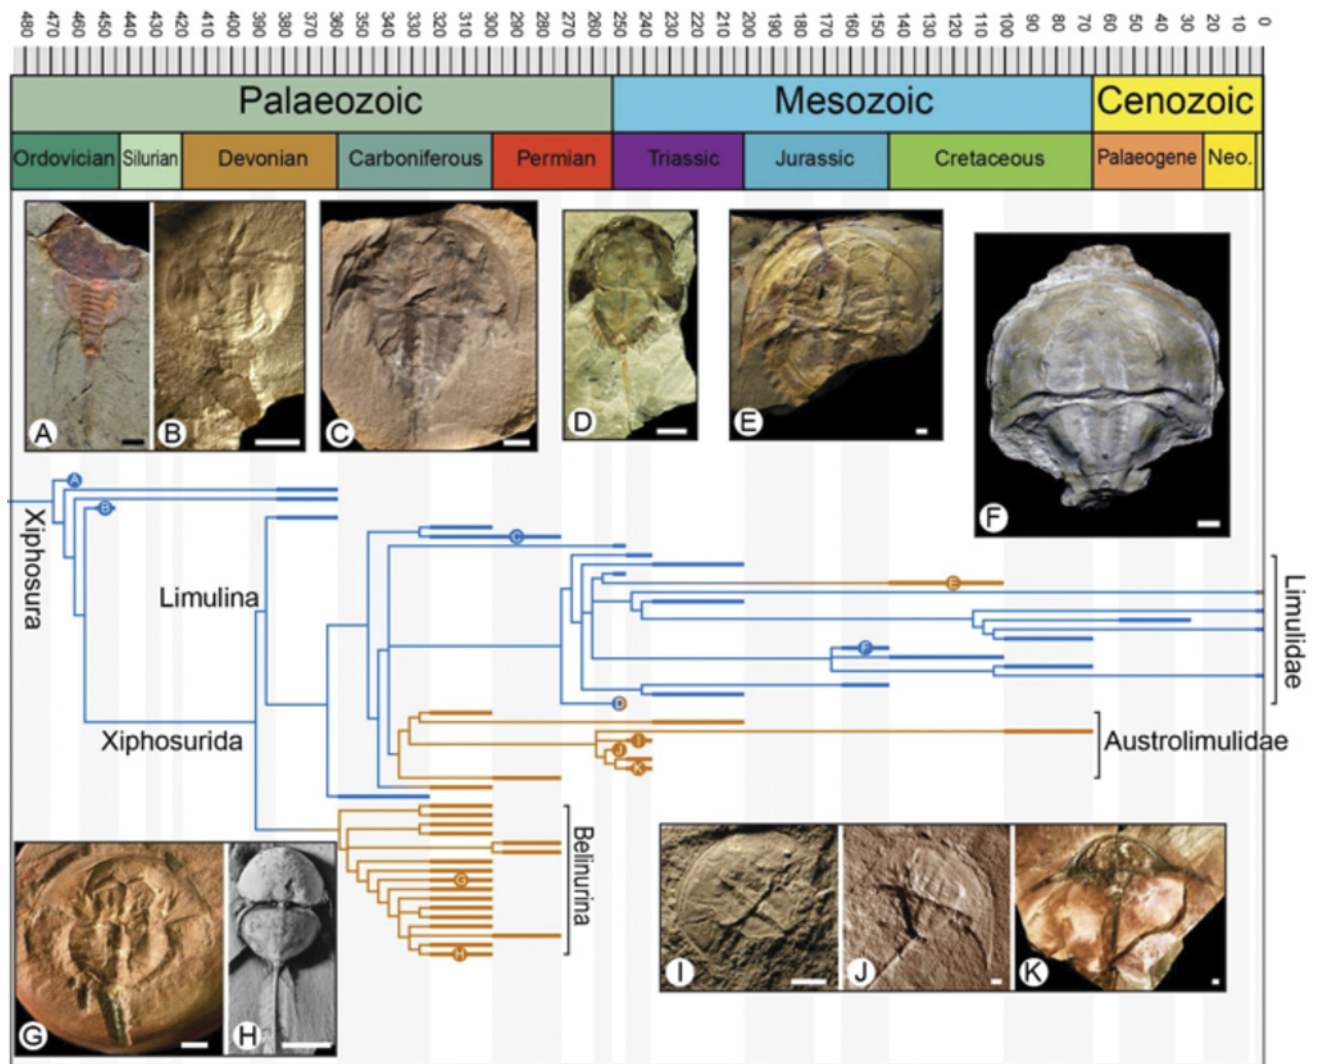 480 470 460 450 440 430 420 410 400 390 380 370 360 350 340 330 320 310 300 290 280 270 260 250 240 230 220 210 200 190 180 170 160 150 140 130 120 110 100 90 80 70 60 50 40 30 20 10 0
Palaeozoic Mesozoic Cenozoic
Ordovician Silurian Devonian Carboniferous Permian Triassic Jurassic Cretaceous Palaeogene Neo.
A B C D E
F
A
B
Xiphosura
C
Limulina
E
Limulidae
F
D
Xiphosurida
I
J
K
Austrolimulidae
Belinurina
G
H
G H
I J K